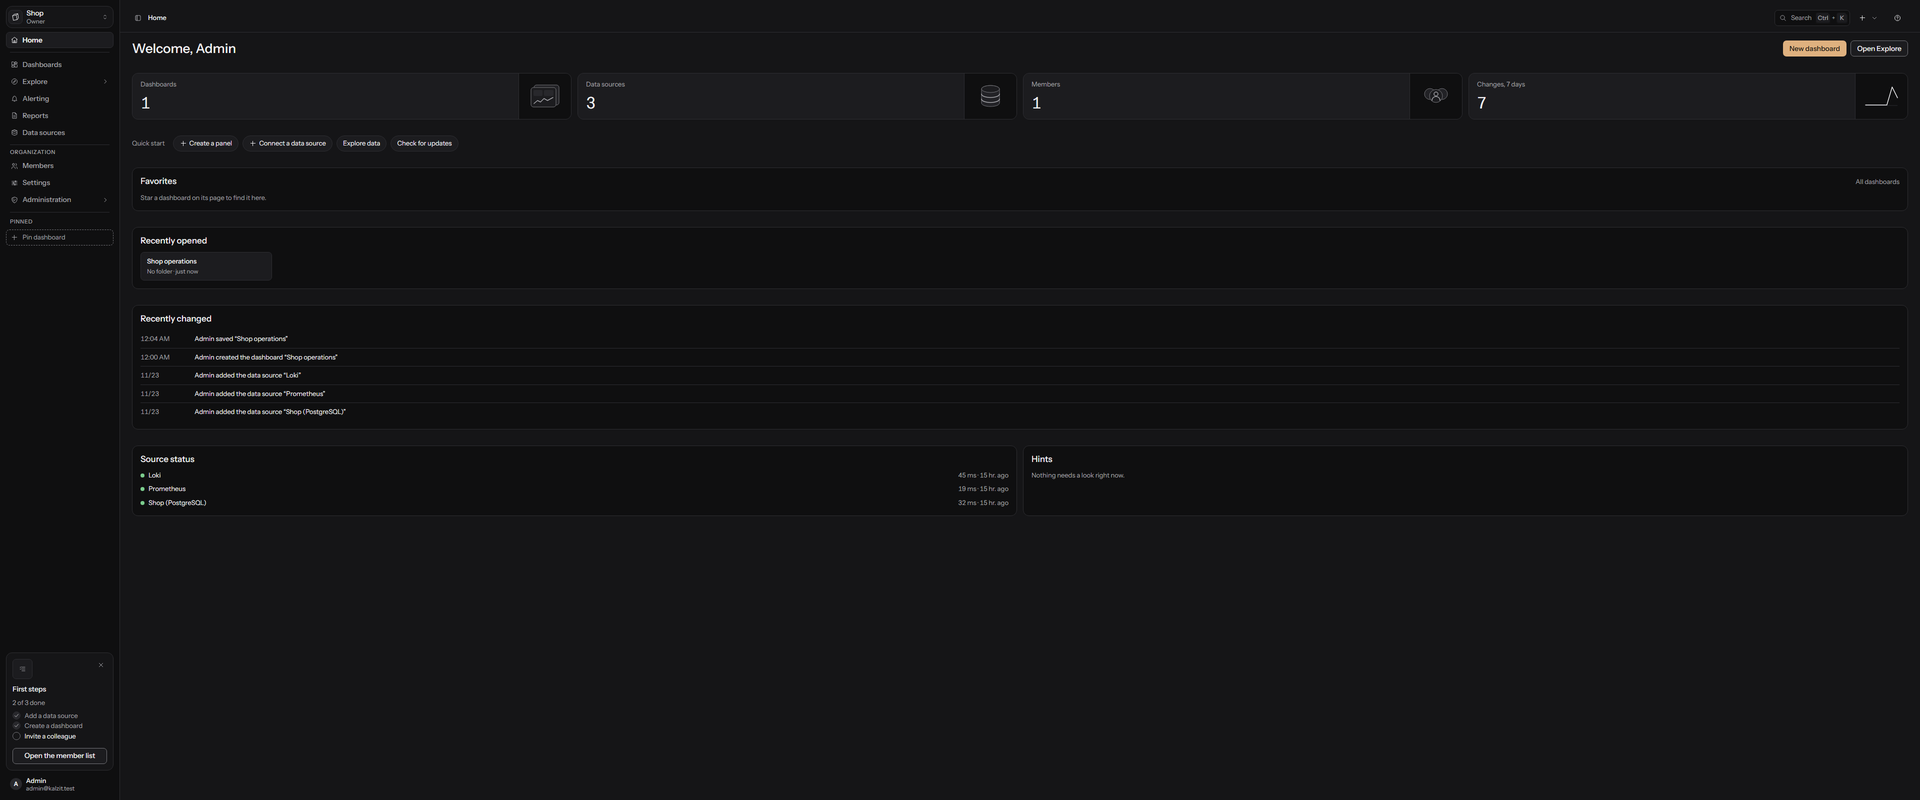 Shop
Owner
Home
Dashboards
Explore
Alerting
Reports
Data sources
ORGANIZATION
Members
Settings
Administration
PINNED
Pin dashboard
First steps
2 of 3 done
Add a data source
Create a dashboard
Invite a colleague
Open the member list
A
Admin
admin@kalzit.test
Home
Search Ctrl + K
Welcome, Admin
New dashboard
Open Explore
Dashboards
1
Data sources
3
Members
1
Changes, 7 days
7
Quick start
Create a panel
Connect a data source
Explore data
Check for updates
Favorites
All dashboards
Star a dashboard on its page to find it here.
Recently opened
Shop operations
No folder · just now
Recently changed
12:04 AM Admin saved “Shop operations”
12:00 AM Admin created the dashboard “Shop operations”
11/23 Admin added the data source “Loki”
11/23 Admin added the data source “Prometheus”
11/23 Admin added the data source “Shop (PostgreSQL)”
Source status
Loki 45 ms · 15 hr. ago
Prometheus 19 ms · 15 hr. ago
Shop (PostgreSQL) 32 ms · 15 hr. ago
Hints
Nothing needs a look right now.